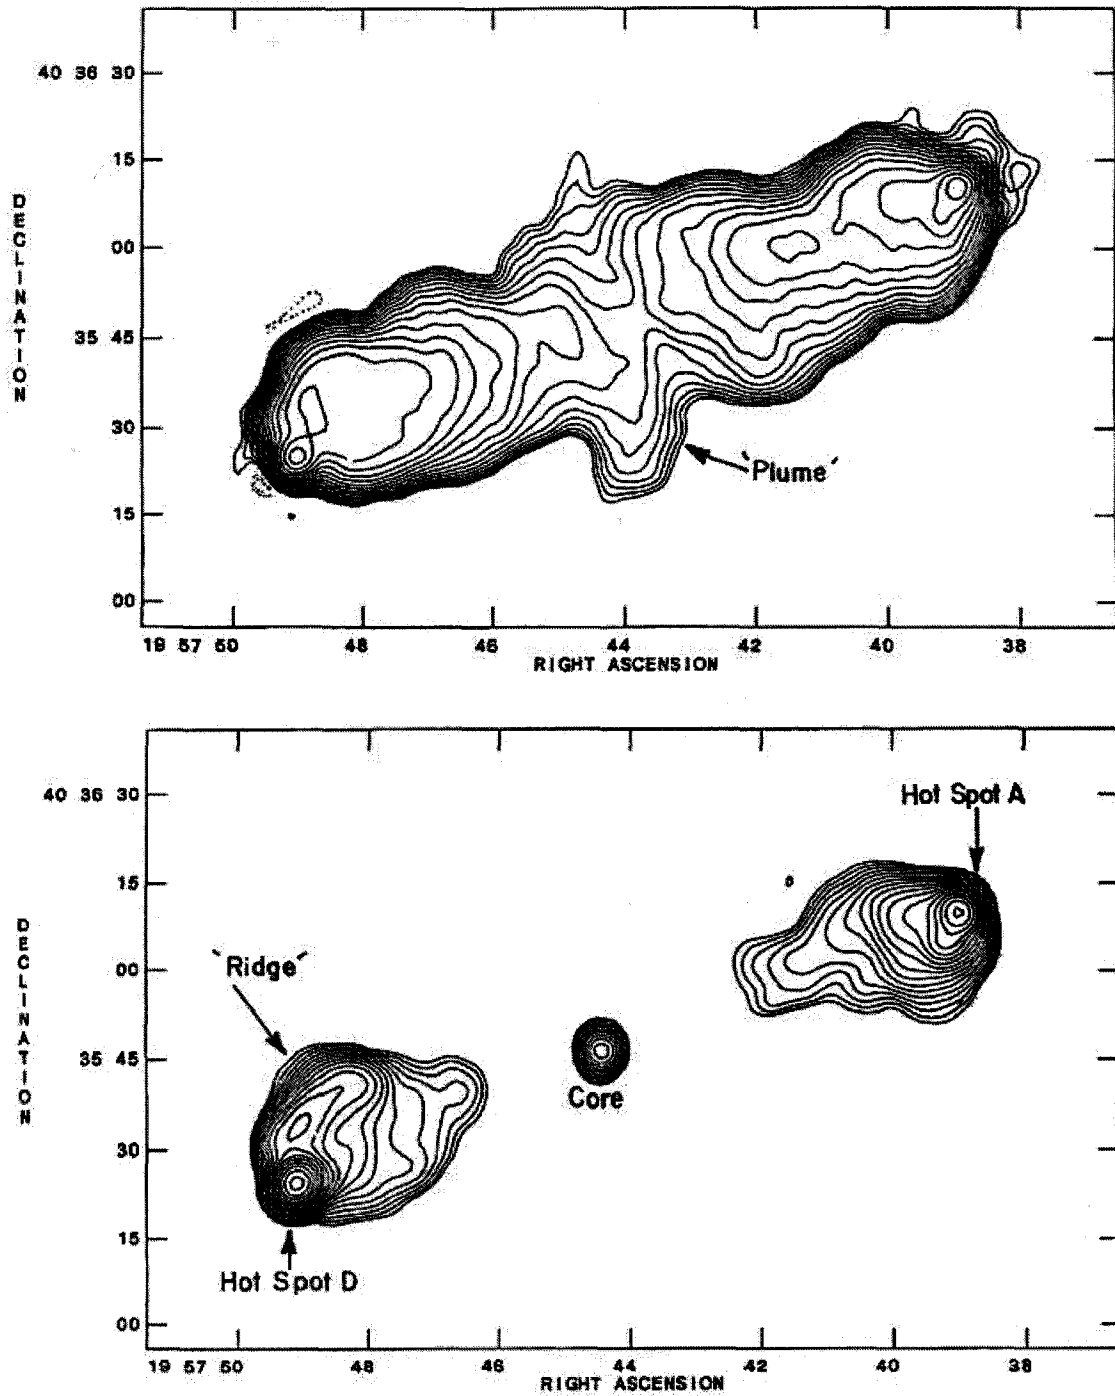 40 36 30
15
00
35 45
30
15
00
DECLINATION
'Plume'
19 57 50 48 46 44 42 40 38
RIGHT ASCENSION
Hot Spot A
40 36 30
15
'Ridge'
00
35 45
Core
30
15
Hot Spot D
00
DECLINATION
19 57 50 48 46 44 42 40 38
RIGHT ASCENSION